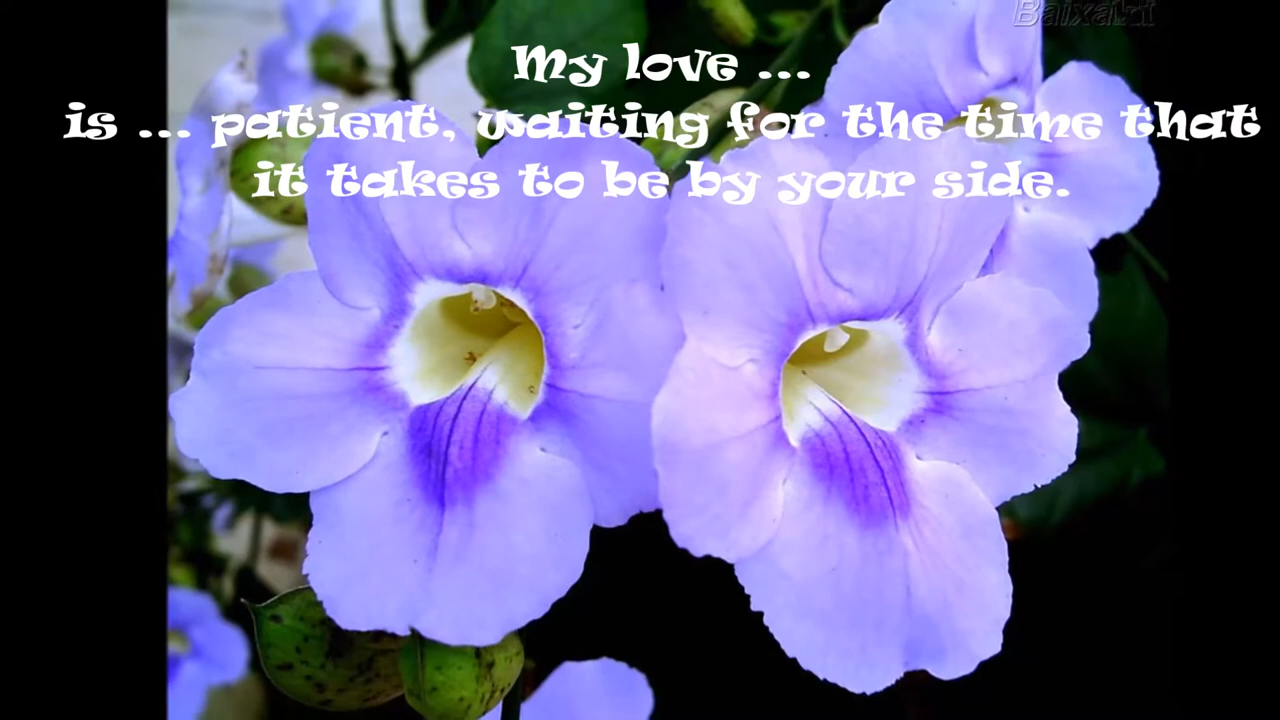 Baixaki
My love ...
is ... patient, waiting for the time that
it takes to be by your side.